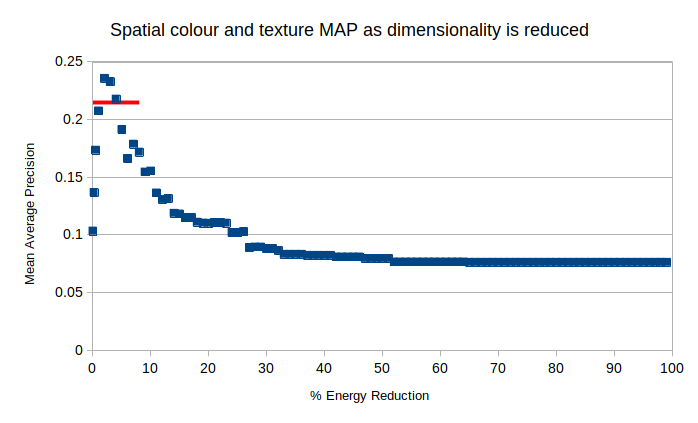 Spatial colour and texture MAP as dimensionality is reduced
0.25
0.2
0.15
0.1
0.05
0
Mean Average Precision
0 10 20 30 40 50 60 70 80 90 100
% Energy Reduction